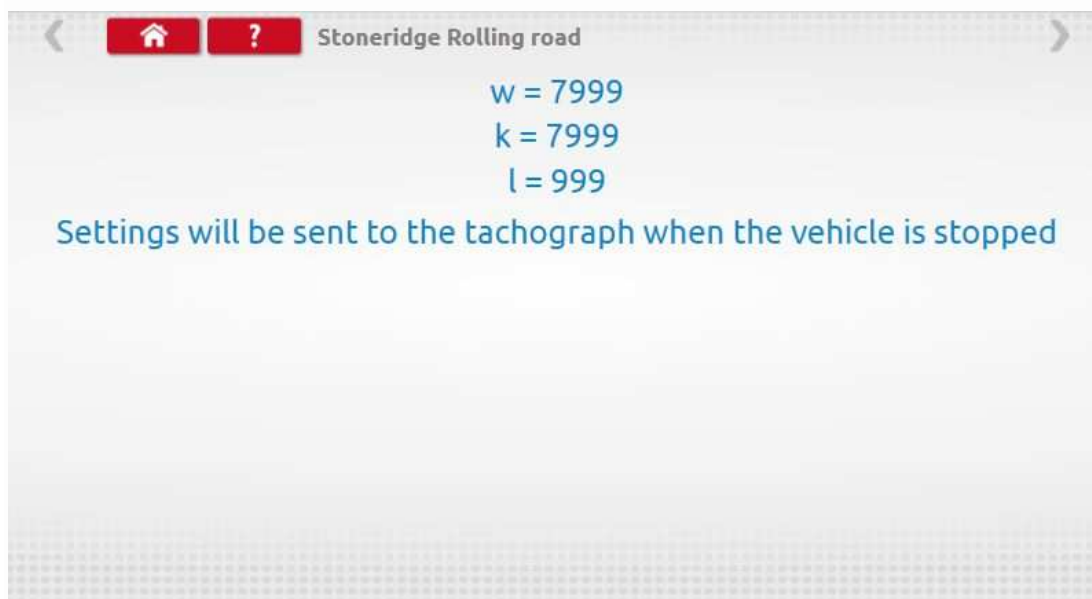 ? Stoneridge Rolling road
w = 7999
k = 7999
l = 999
Settings will be sent to the tachograph when the vehicle is stopped